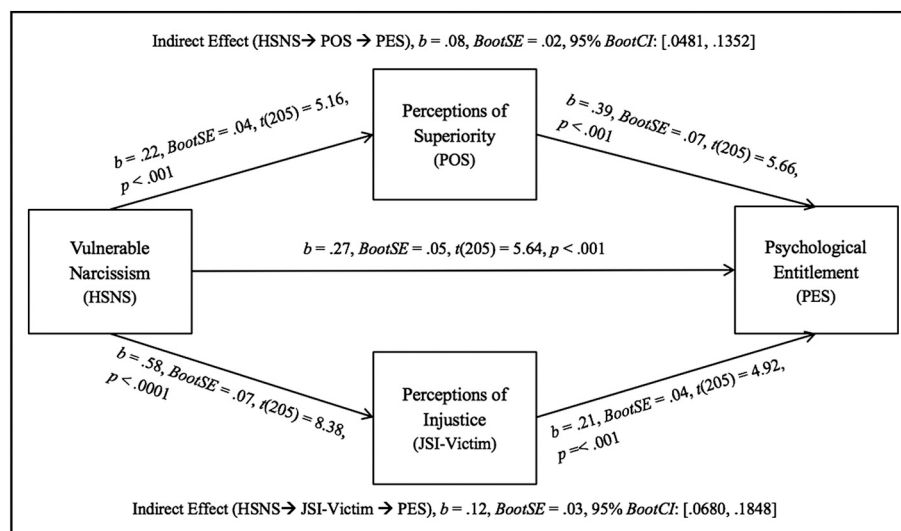 Indirect Effect (HSNS→ POS → PES), b = .08, BootSE = .02, 95% BootCI: [.0481, .1352]
b = .22, BootSE = .04, t(205) = 5.16,
p < .001
Perceptions of
Superiority
(POS)
b = .39, BootSE = .07, t(205) = 5.66,
p < .001
Vulnerable
Narcissism
(HSNS)
b = .27, BootSE = .05, t(205) = 5.64, p < .001
Psychological
Entitlement
(PES)
b = .58, BootSE = .07, t(205) = 8.38,
p < .0001
Perceptions of
Injustice
(JSI-Victim)
b = .21, BootSE = .04, t(205) = 4.92,
p =< .001
Indirect Effect (HSNS→ JSI-Victim → PES), b = .12, BootSE = .03, 95% BootCI: [.0680, .1848]